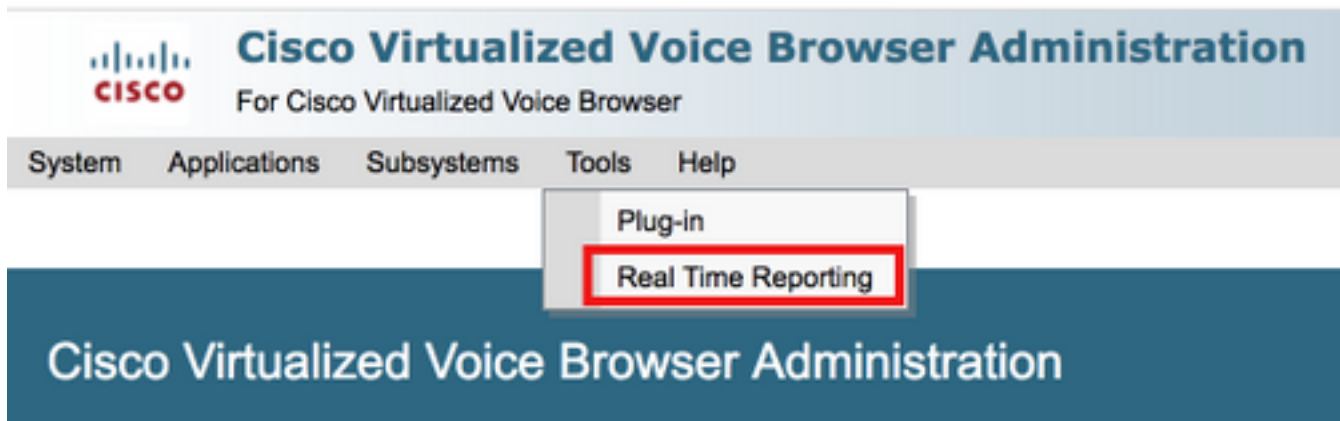 Cisco Virtualized Voice Browser Administration
CISCO
For Cisco Virtualized Voice Browser
System Applications Subsystems Tools Help
Plug-in
Real Time Reporting
Cisco Virtualized Voice Browser Administration